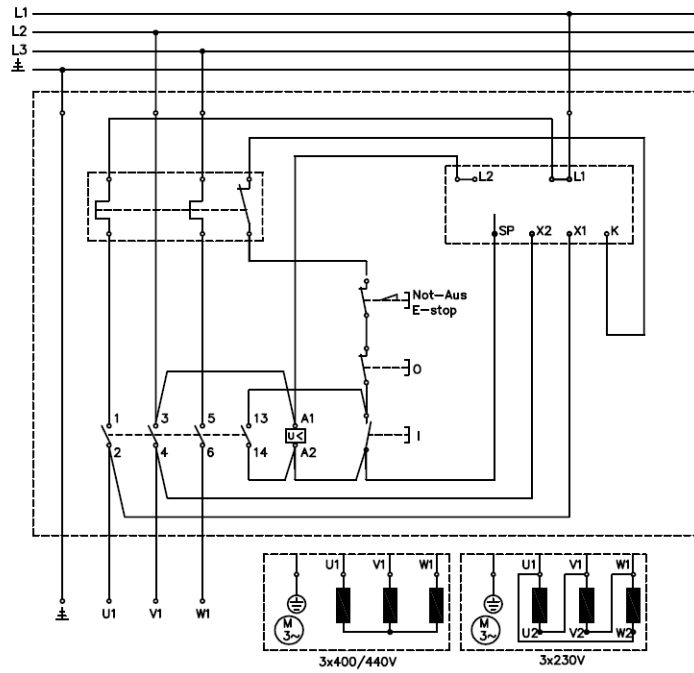 L1
L2
L3
L2 L1
SP X2 X1 K
Not-Aus
E-stop
O
1 3 5 13 A1
U<
I
2 4 6 14 A2
U1 V1 W1
U1 V1 W1
M
3~
3x400/440V
U1 V1 W1
M
3~
U2 V2 W2
3x230V